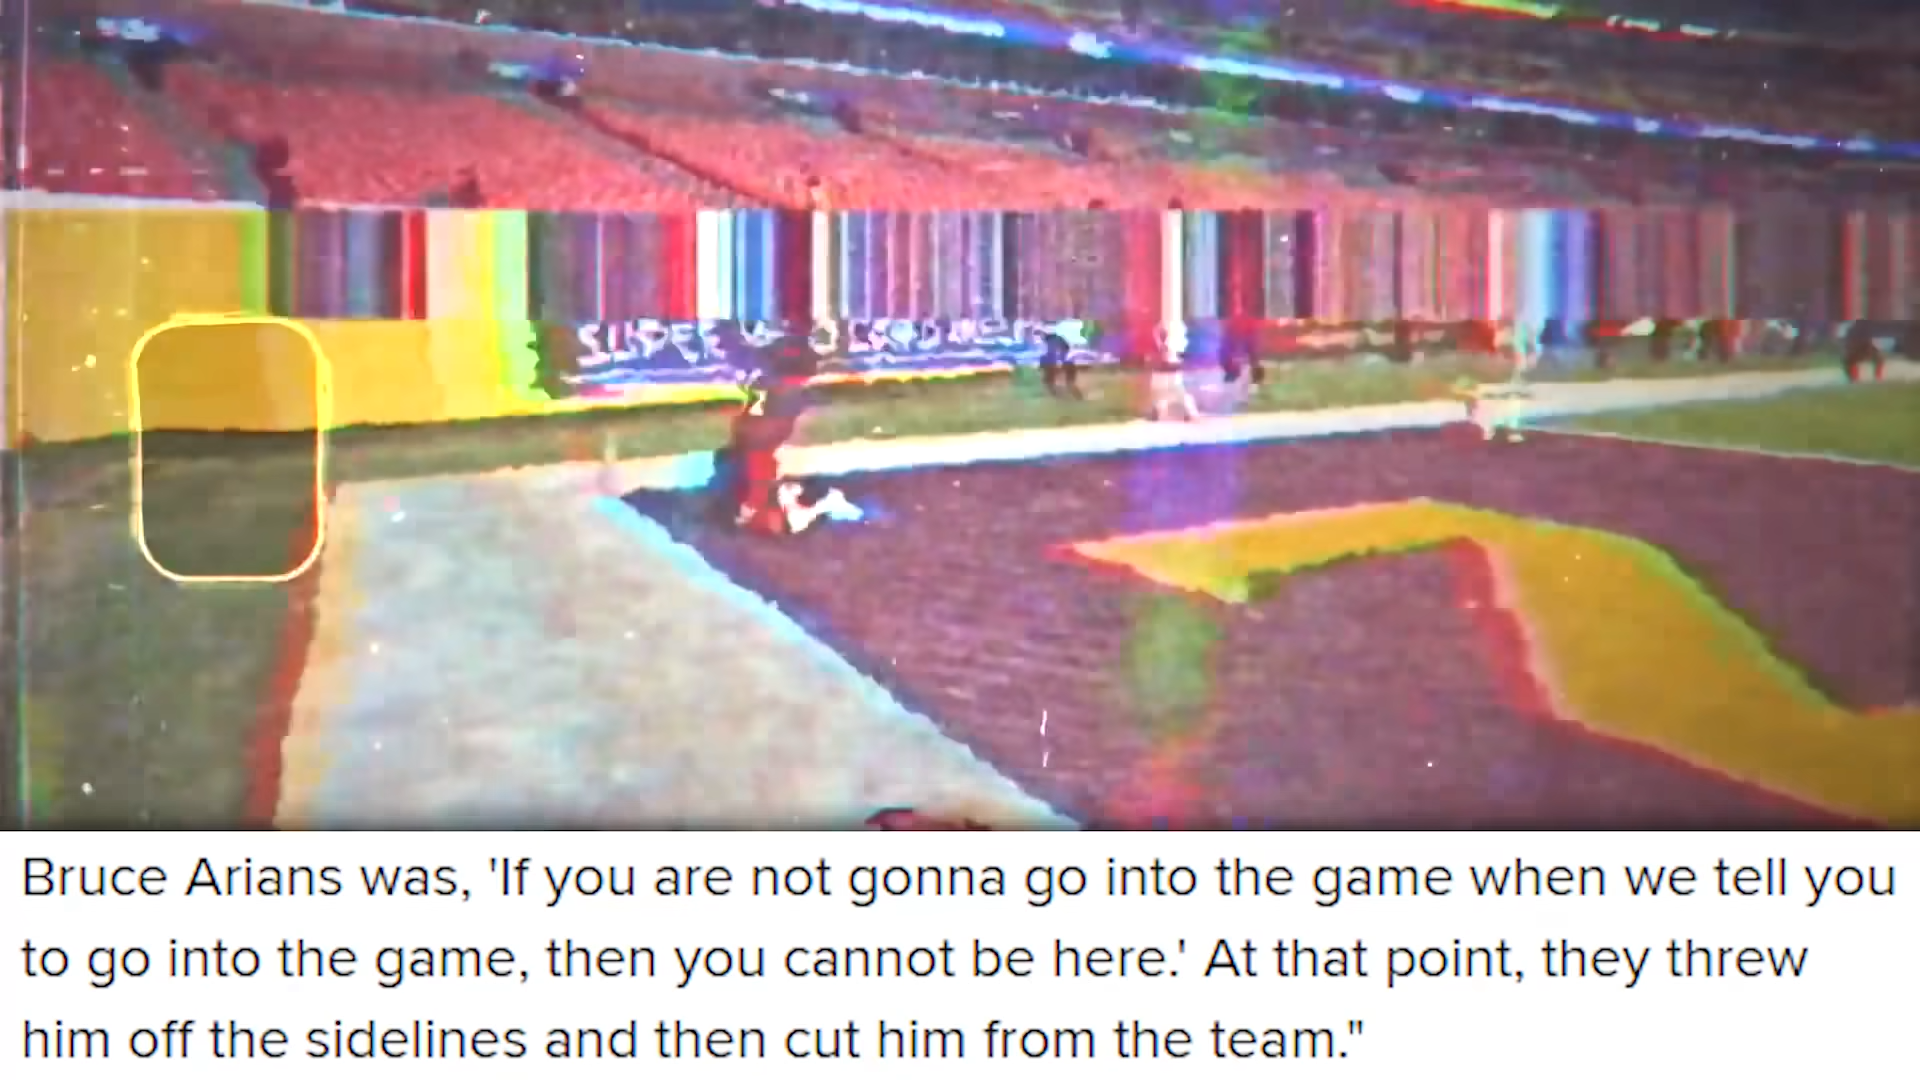 Bruce Arians was, 'If you are not gonna go into the game when we tell you
to go into the game, then you cannot be here.' At that point, they threw
him off the sidelines and then cut him from the team."